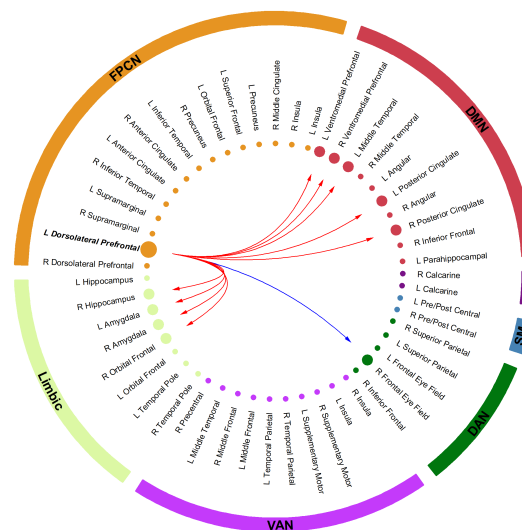 FPCN
DMN
SM
DAN
VAN
Limbic
L Dorsolateral Prefrontal
R Supramarginal
L Supramarginal
R Inferior Temporal
L Anterior Cingulate
R Anterior Cingulate
L Inferior Temporal
R Precuneus
L Orbital Frontal
L Superior Frontal
L Precuneus
R Middle Cingulate
R Insula
L Insula
L Ventromedial Prefrontal
R Ventromedial Prefrontal
L Middle Temporal
R Middle Temporal
L Angular
L Posterior Cingulate
R Angular
R Posterior Cingulate
R Inferior Frontal
L Parahippocampal
R Calcarine
L Calcarine
L Pre/Post Central
R Pre/Post Central
R Superior Parietal
L Superior Parietal
L Frontal Eye Field
R Frontal Eye Field
R Inferior Frontal
R Insula
L Insula
R Supplementary Motor
L Supplementary Motor
R Temporal Parietal
L Temporal Parietal
L Middle Frontal
R Middle Frontal
L Middle Temporal
R Precentral
R Temporal Pole
L Temporal Pole
L Orbital Frontal
R Orbital Frontal
R Amygdala
L Amygdala
R Hippocampus
L Hippocampus
R Dorsolateral Prefrontal